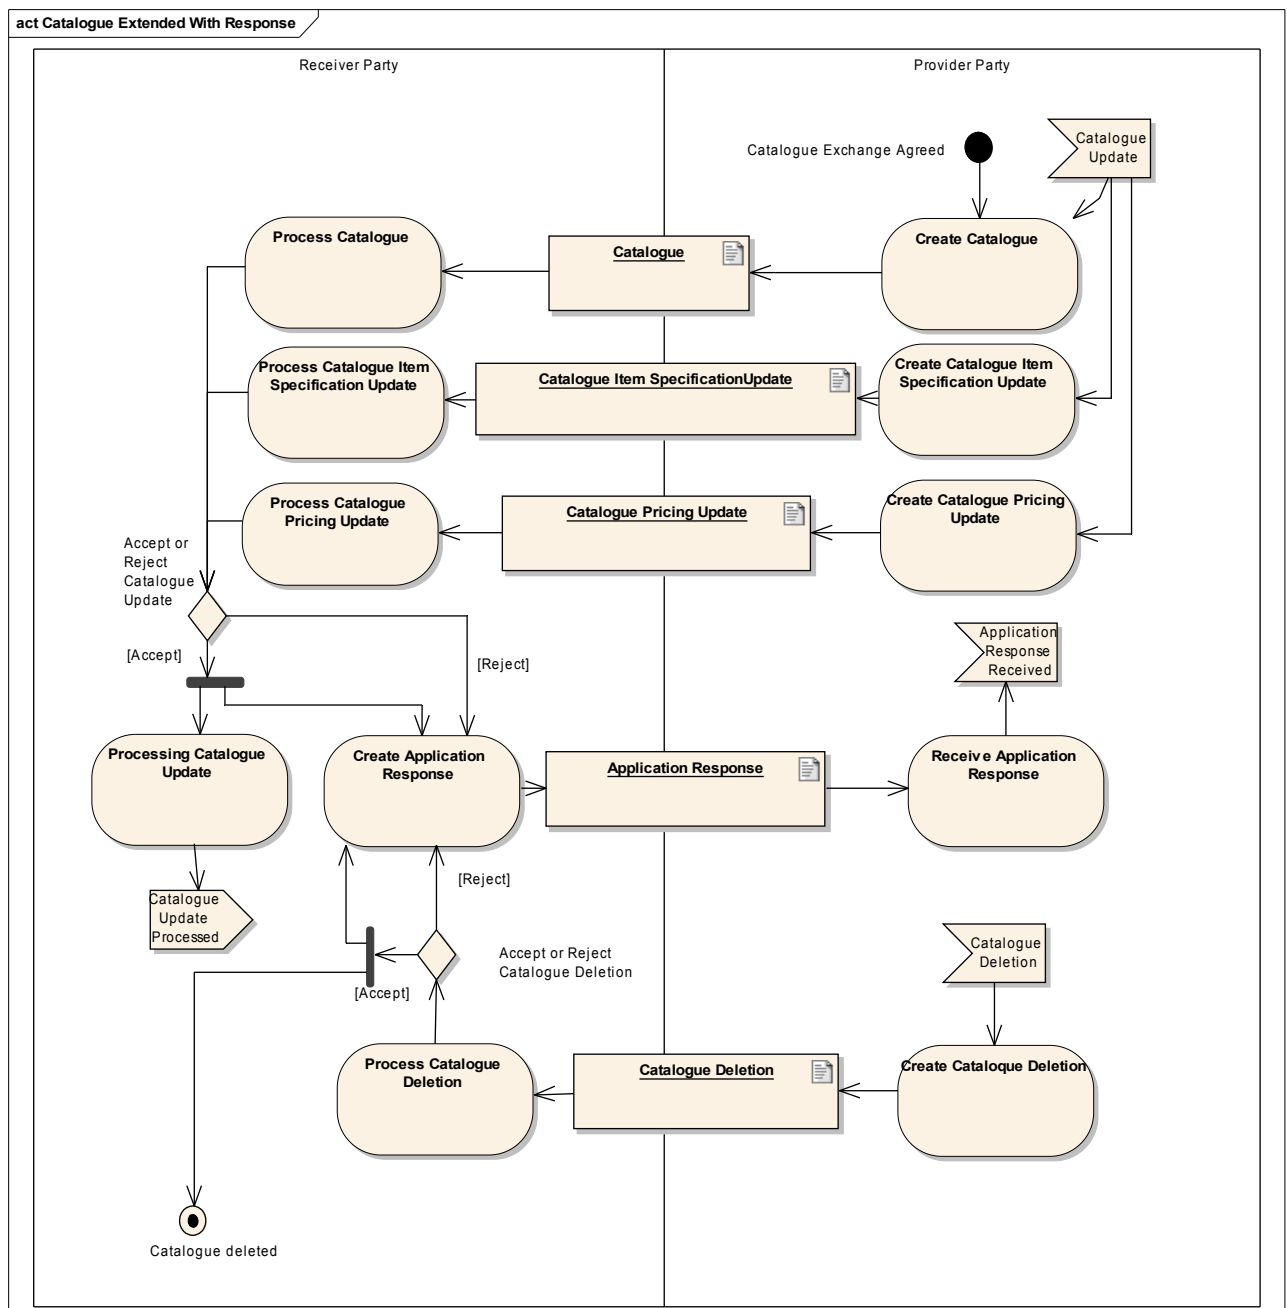 act Catalogue Extended With Response
Receiver Party
Provider Party
Catalogue Exchange Agreed
Catalogue
Update
Process Catalogue
Catalogue
Create Catalogue
Process Catalogue Item
Specification Update
Catalogue Item SpecificationUpdate
Create Catalogue Item
Specification Update
Process Catalogue
Pricing Update
Catalogue Pricing Update
Create Catalogue Pricing
Update
Accept or
Reject
Catalogue
Update
[Accept]
[Reject]
Application
Response
Received
Processing Catalogue
Update
Create Application
Response
Application Response
Receive Application
Response
[Reject]
Catalogue
Update
Processed
Accept or Reject
Catalogue Deletion
[Accept]
Catalogue
Deletion
Process Catalogue
Deletion
Catalogue Deletion
Create Cataloque Deletion
Catalogue deleted